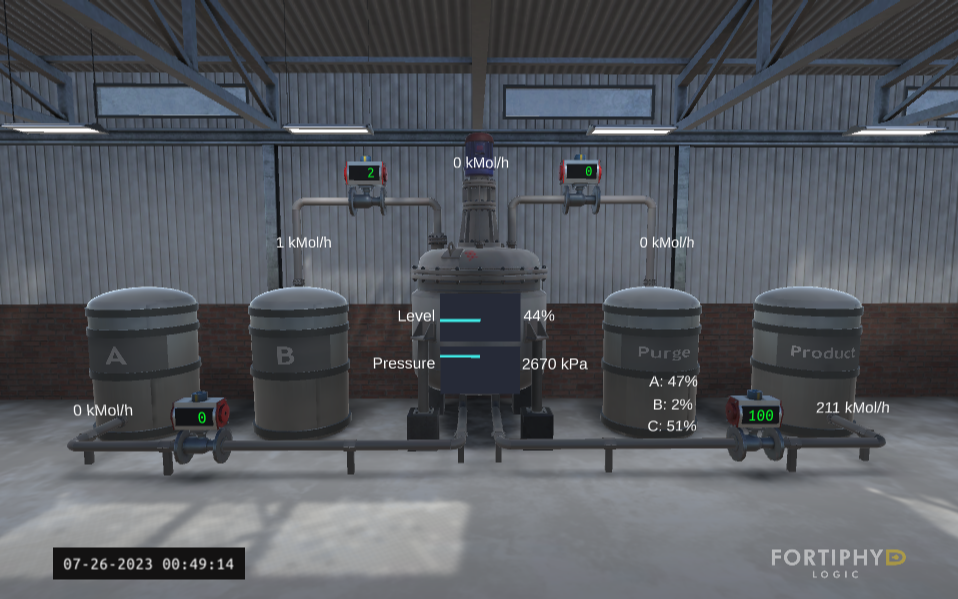 0 kMol/h
2
0
1 kMol/h
0 kMol/h
Level 44%
A
B
Purge
Product
Pressure 2670 kPa
A: 47%
B: 2%
C: 51%
0 kMol/h
0
100
211 kMol/h
07-26-2023 00:49:14
FORTIPHYD
LOGIC